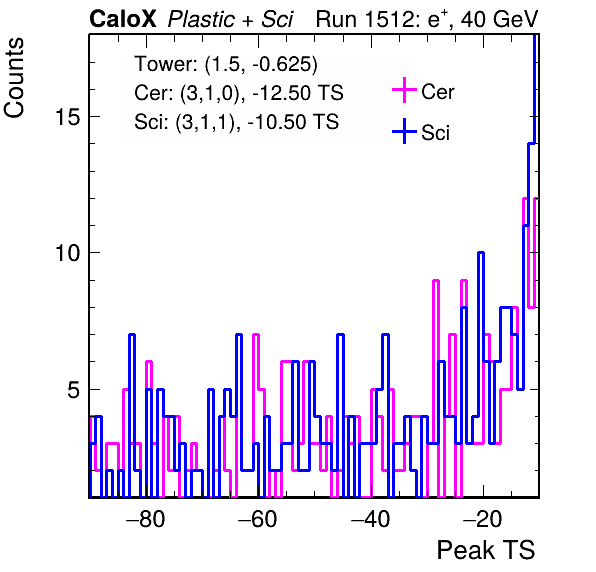 CaloX Plastic + Sci Run 1512: e⁺, 40 GeV
Counts
Tower: (1.5, -0.625)
Cer: (3,1,0), -12.50 TS
Sci: (3,1,1), -10.50 TS
Cer
Sci
15
10
5
−80 −60 −40 −20
Peak TS